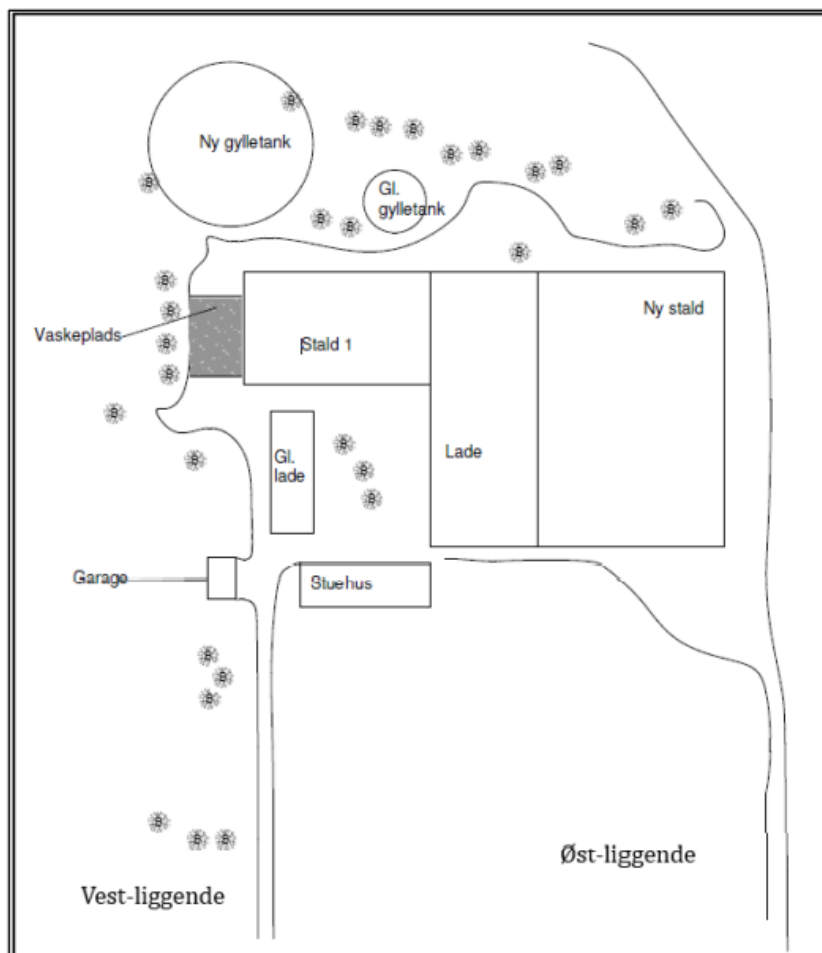 Ny gylletank
Gl.
gylletank
Ny stald
Vaskeplads
Stald 1
Lade
Gl.
lade
Garage
Stuehus
Øst-liggende
Vest-liggende